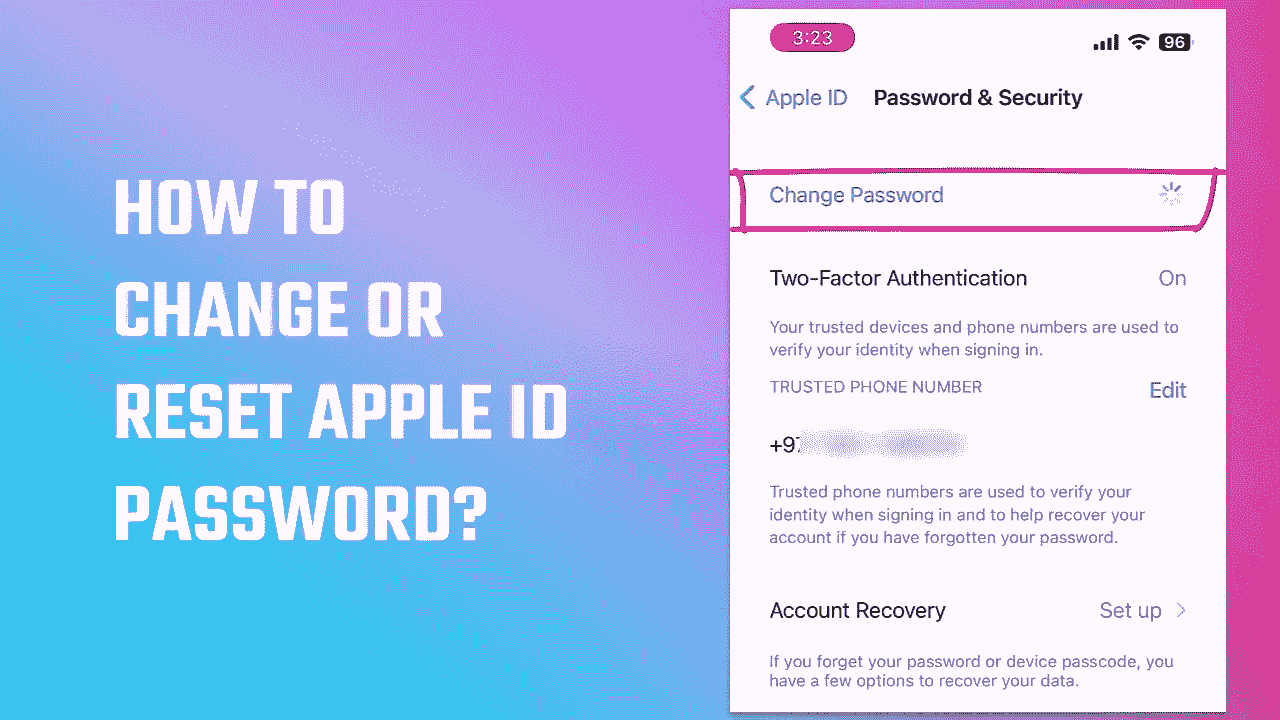 HOW TO
CHANGE OR
RESET APPLE ID
PASSWORD?
3:23
96
Apple ID
Password & Security
Change Password
Two-Factor Authentication
On
Your trusted devices and phone numbers are used to
verify your identity when signing in.
TRUSTED PHONE NUMBER
Edit
+97
Trusted phone numbers are used to verify your
identity when signing in and to help recover your
account if you have forgotten your password.
Account Recovery
Set up
If you forget your password or device passcode, you
have a few options to recover your data.